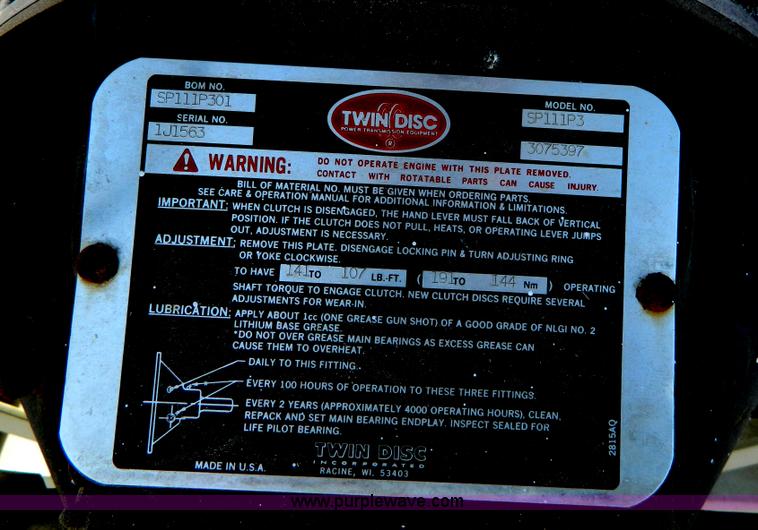 BOM NO.
SP111P301
SERIAL NO.
1J1563
TWIN DISC
POWER TRANSMISSION EQUIPMENT
®
MODEL NO.
SP111P3
3075397
WARNING:
DO NOT OPERATE ENGINE WITH THIS PLATE REMOVED.
CONTACT WITH ROTATABLE PARTS CAN CAUSE INJURY.
BILL OF MATERIAL NO. MUST BE GIVEN WHEN ORDERING PARTS.
SEE CARE & OPERATION MANUAL FOR ADDITIONAL INFORMATION & LIMITATIONS.
IMPORTANT: WHEN CLUTCH IS DISENGAGED, THE HAND LEVER MUST FALL BACK OF VERTICAL
POSITION. IF THE CLUTCH DOES NOT PULL, HEATS, OR OPERATING LEVER JUMPS
OUT, ADJUSTMENT IS NECESSARY.
ADJUSTMENT: REMOVE THIS PLATE. DISENGAGE LOCKING PIN & TURN ADJUSTING RING
OR YOKE CLOCKWISE.
TO HAVE 141 TO 107 LB.-FT. ( 191 TO 144 Nm ) OPERATING
SHAFT TORQUE TO ENGAGE CLUTCH. NEW CLUTCH DISCS REQUIRE SEVERAL
ADJUSTMENTS FOR WEAR-IN.
LUBRICATION: APPLY ABOUT 1cc (ONE GREASE GUN SHOT) OF A GOOD GRADE OF NLGI NO. 2
LITHIUM BASE GREASE.
*DO NOT OVER GREASE MAIN BEARINGS AS EXCESS GREASE CAN
CAUSE THEM TO OVERHEAT.
DAILY TO THIS FITTING.
EVERY 100 HOURS OF OPERATION TO THESE THREE FITTINGS.
EVERY 2 YEARS (APPROXIMATELY 4000 OPERATING HOURS), CLEAN,
REPACK AND SET MAIN BEARING ENDPLAY. INSPECT SEALED FOR
LIFE PILOT BEARING.
2815AQ
TWIN DISC
INCORPORATED
RACINE, WI. 53403
MADE IN U.S.A.
www.purplewave.com